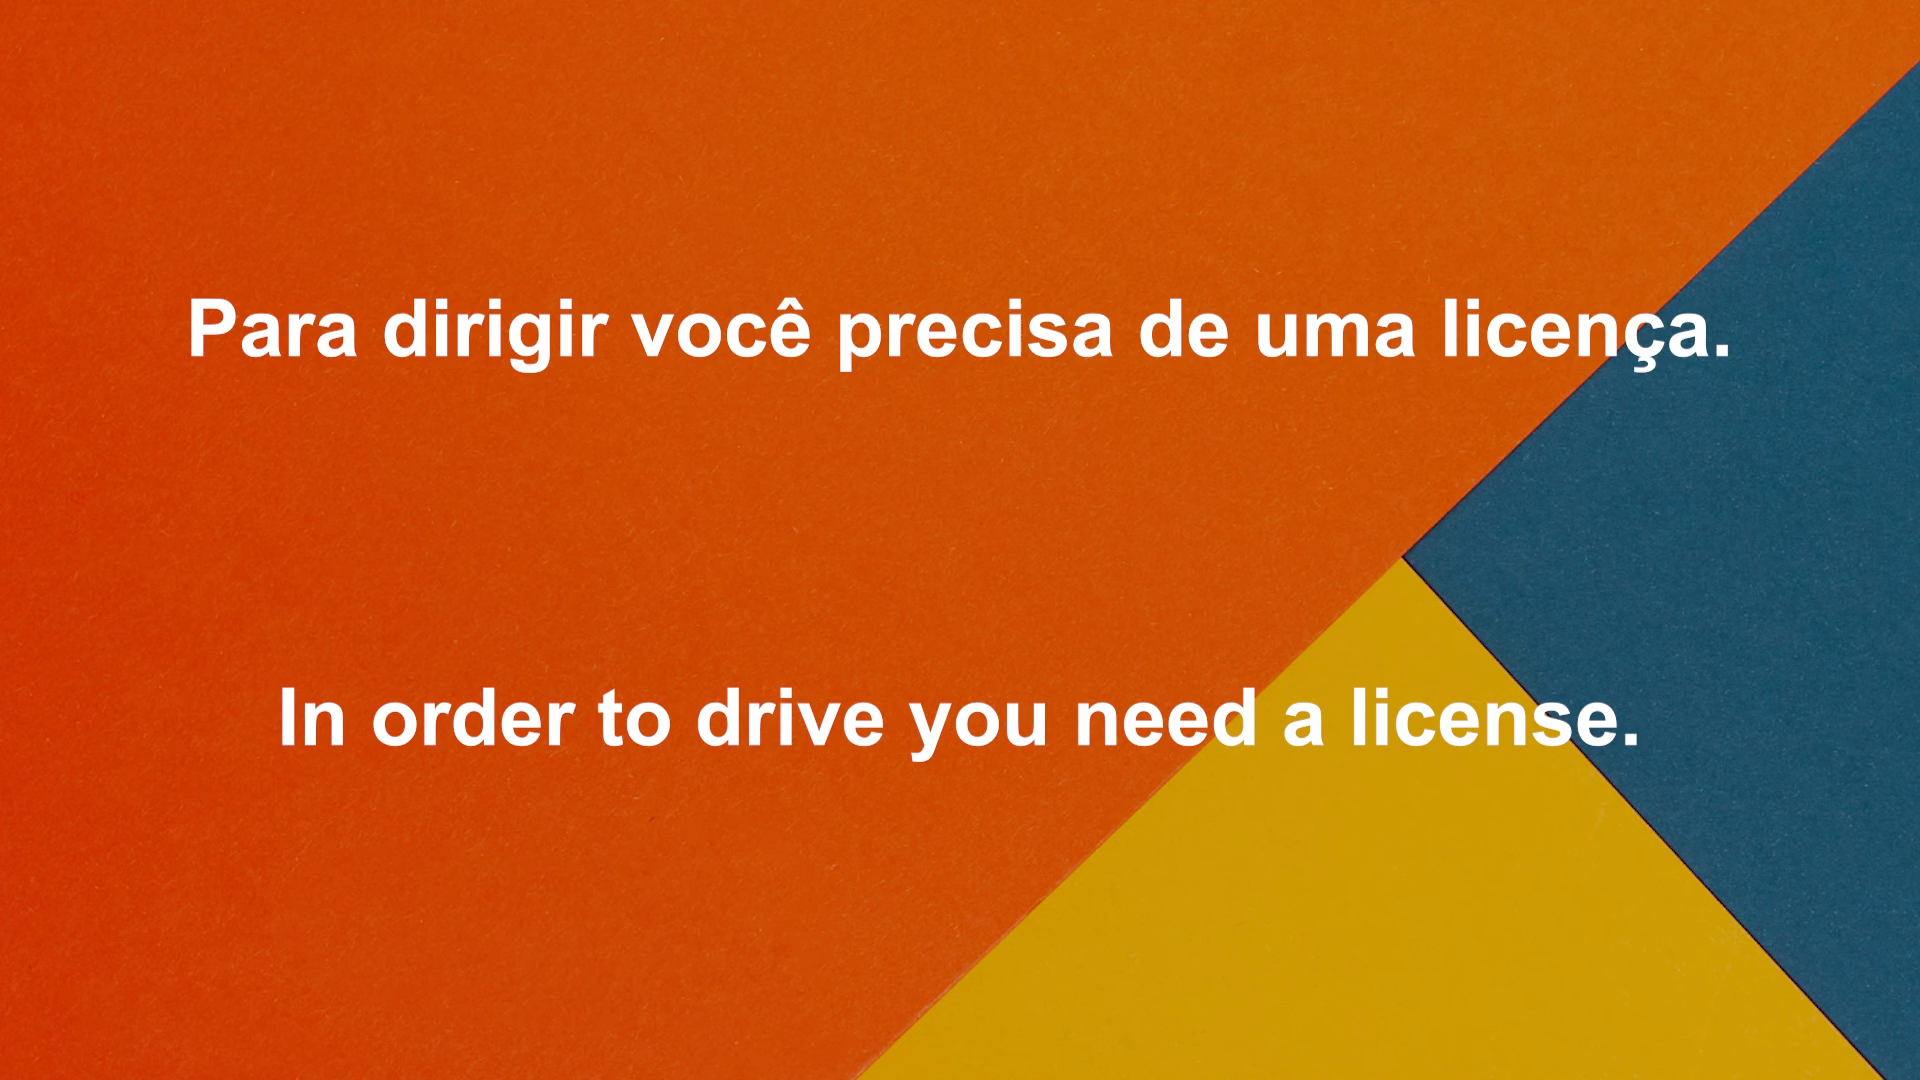 Para dirigir você precisa de uma licença.
In order to drive you need a license.